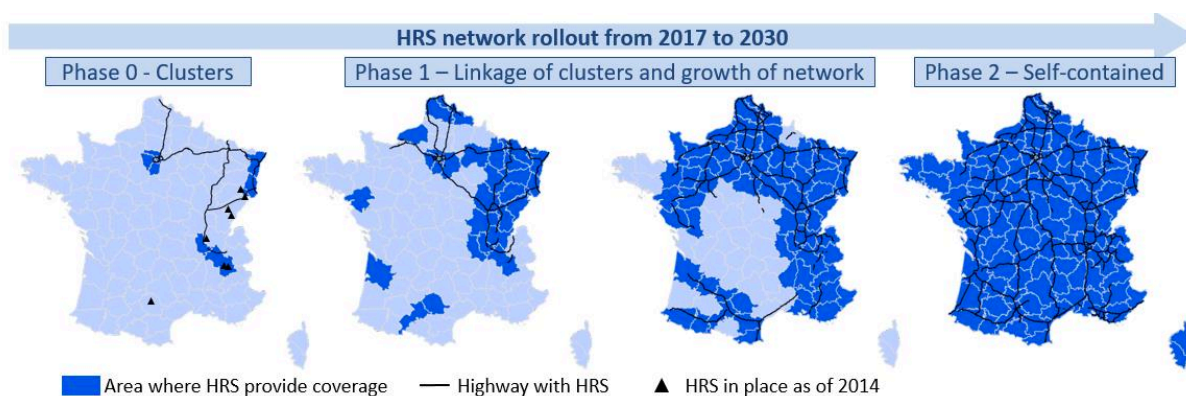 HRS network rollout from 2017 to 2030
Phase 0 - Clusters
Phase 1 – Linkage of clusters and growth of network
Phase 2 – Self-contained
Area where HRS provide coverage
Highway with HRS
HRS in place as of 2014